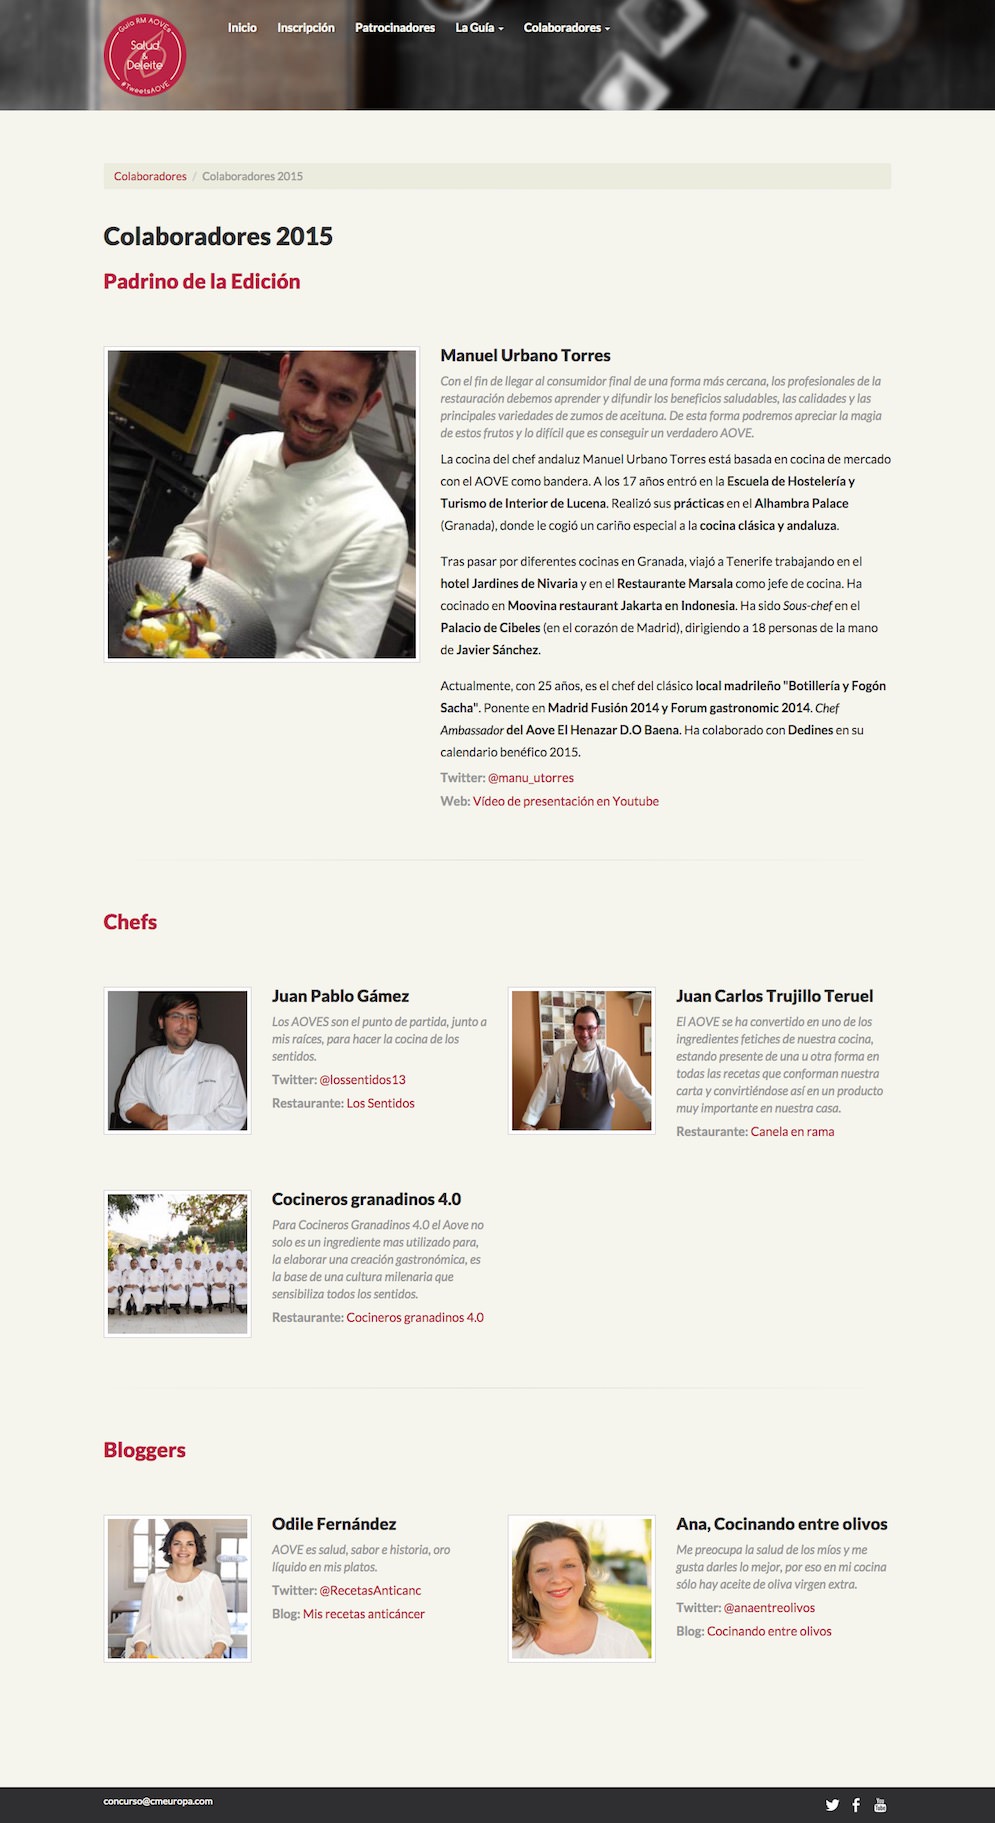 Guía RM AOVEs
Salud
&
Deleite
#TweetsAOVE
Inicio
Inscripción
Patrocinadores
La Guía
Colaboradores
Colaboradores / Colaboradores 2015
Colaboradores 2015
Padrino de la Edición
Manuel Urbano Torres
Con el fin de llegar al consumidor final de una forma más cercana, los profesionales de la
restauración debemos aprender y difundir los beneficios saludables, las calidades y las
principales variedades de zumos de aceituna. De esta forma podremos apreciar la magia
de estos frutos y lo difícil que es conseguir un verdadero AOVE.
La cocina del chef andaluz Manuel Urbano Torres está basada en cocina de mercado
con el AOVE como bandera. A los 17 años entró en la Escuela de Hostelería y
Turismo de Interior de Lucena. Realizó sus prácticas en el Alhambra Palace
(Granada), donde le cogió un cariño especial a la cocina clásica y andaluza.
Tras pasar por diferentes cocinas en Granada, viajó a Tenerife trabajando en el
hotel Jardines de Nivaria y en el Restaurante Marsala como jefe de cocina. Ha
cocinado en Moovina restaurant Jakarta en Indonesia. Ha sido Sous-chef en el
Palacio de Cibeles (en el corazón de Madrid), dirigiendo a 18 personas de la mano
de Javier Sánchez.
Actualmente, con 25 años, es el chef del clásico local madrileño "Botillería y Fogón
Sacha". Ponente en Madrid Fusión 2014 y Forum gastronomic 2014. Chef
Ambassador del Aove El Henazar D.O Baena. Ha colaborado con Dedines en su
calendario benéfico 2015.
Twitter: @manu_utorres
Web: Vídeo de presentación en Youtube
Chefs
Juan Pablo Gámez
Los AOVES son el punto de partida, junto a
mis raíces, para hacer la cocina de los
sentidos.
Twitter: @lossentidos13
Restaurante: Los Sentidos
Juan Carlos Trujillo Teruel
El AOVE se ha convertido en uno de los
ingredientes fetiches de nuestra cocina,
estando presente de una u otra forma en
todas las recetas que conforman nuestra
carta y convirtiéndose así en un producto
muy importante en nuestra casa.
Restaurante: Canela en rama
Cocineros granadinos 4.0
Para Cocineros Granadinos 4.0 el Aove no
solo es un ingrediente mas utilizado para,
la elaborar una creación gastronómica, es
la base de una cultura milenaria que
sensibiliza todos los sentidos.
Restaurante: Cocineros granadinos 4.0
Bloggers
Odile Fernández
AOVE es salud, sabor e historia, oro
líquido en mis platos.
Twitter: @RecetasAnticanc
Blog: Mis recetas anticáncer
Ana, Cocinando entre olivos
Me preocupa la salud de los míos y me
gusta darles lo mejor, por eso en mi cocina
sólo hay aceite de oliva virgen extra.
Twitter: @anaentreolivos
Blog: Cocinando entre olivos
concurso@cmeuropa.com
You
Tube